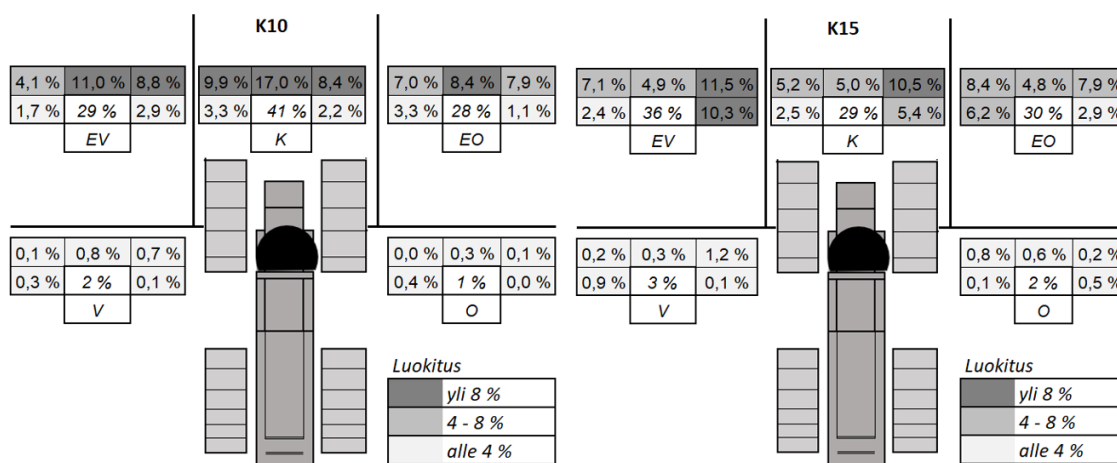 K10
4,1 % 11,0 % 8,8 %
1,7 % 29 % 2,9 %
EV
9,9 % 17,0 % 8,4 %
3,3 % 41 % 2,2 %
K
7,0 % 8,4 % 7,9 %
3,3 % 28 % 1,1 %
EO
0,1 % 0,8 % 0,7 %
0,3 % 2 % 0,1 %
V
0,0 % 0,3 % 0,1 %
0,4 % 1 % 0,0 %
O
Luokitus
yli 8 %
4 - 8 %
alle 4 %
K15
7,1 % 4,9 % 11,5 %
2,4 % 36 % 10,3 %
EV
5,2 % 5,0 % 10,5 %
2,5 % 29 % 5,4 %
K
8,4 % 4,8 % 7,9 %
6,2 % 30 % 2,9 %
EO
0,2 % 0,3 % 1,2 %
0,9 % 3 % 0,1 %
V
0,8 % 0,6 % 0,2 %
0,1 % 2 % 0,5 %
O
Luokitus
yli 8 %
4 - 8 %
alle 4 %